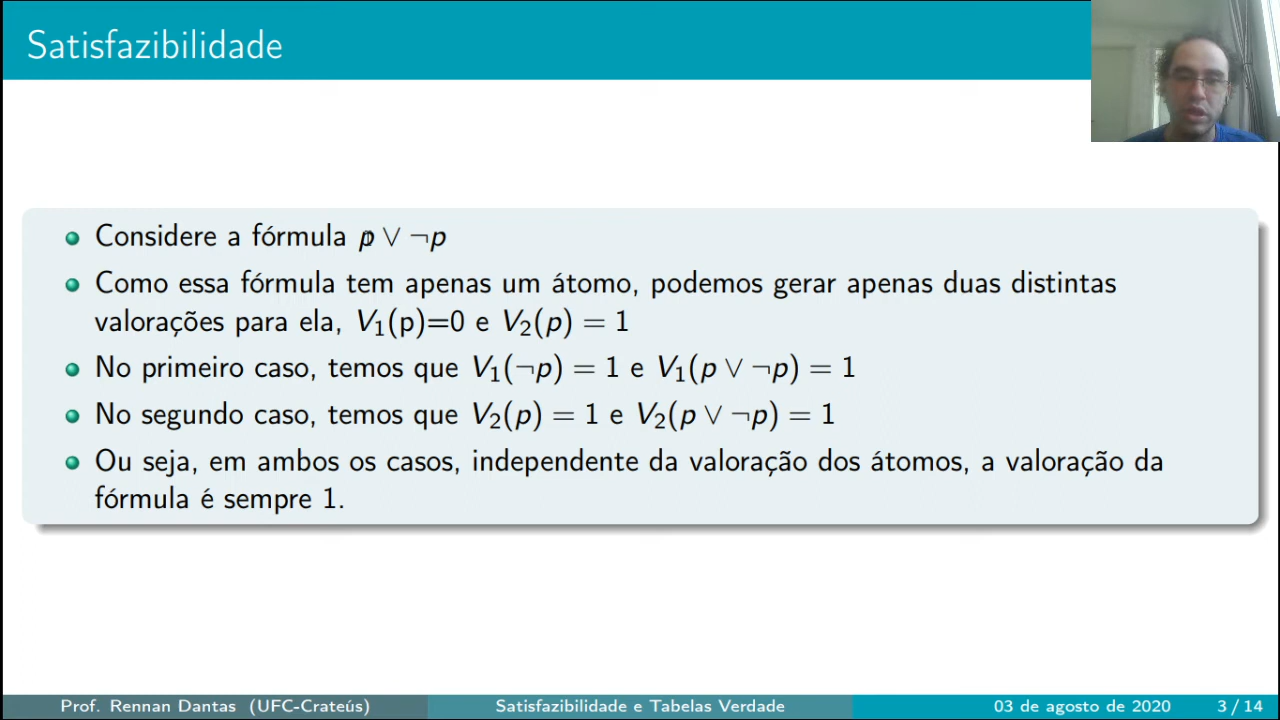 Satisfazibilidade
Considere a fórmula p ∨ ¬p
Como essa fórmula tem apenas um átomo, podemos gerar apenas duas distintas
valorações para ela, V₁(p)=0 e V₂(p) = 1
No primeiro caso, temos que V₁(¬p) = 1 e V₁(p ∨ ¬p) = 1
No segundo caso, temos que V₂(p) = 1 e V₂(p ∨ ¬p) = 1
Ou seja, em ambos os casos, independente da valoração dos átomos, a valoração da
fórmula é sempre 1.
Prof. Rennan Dantas (UFC-Crateús) Satisfazibilidade e Tabelas Verdade 03 de agosto de 2020 3 / 14